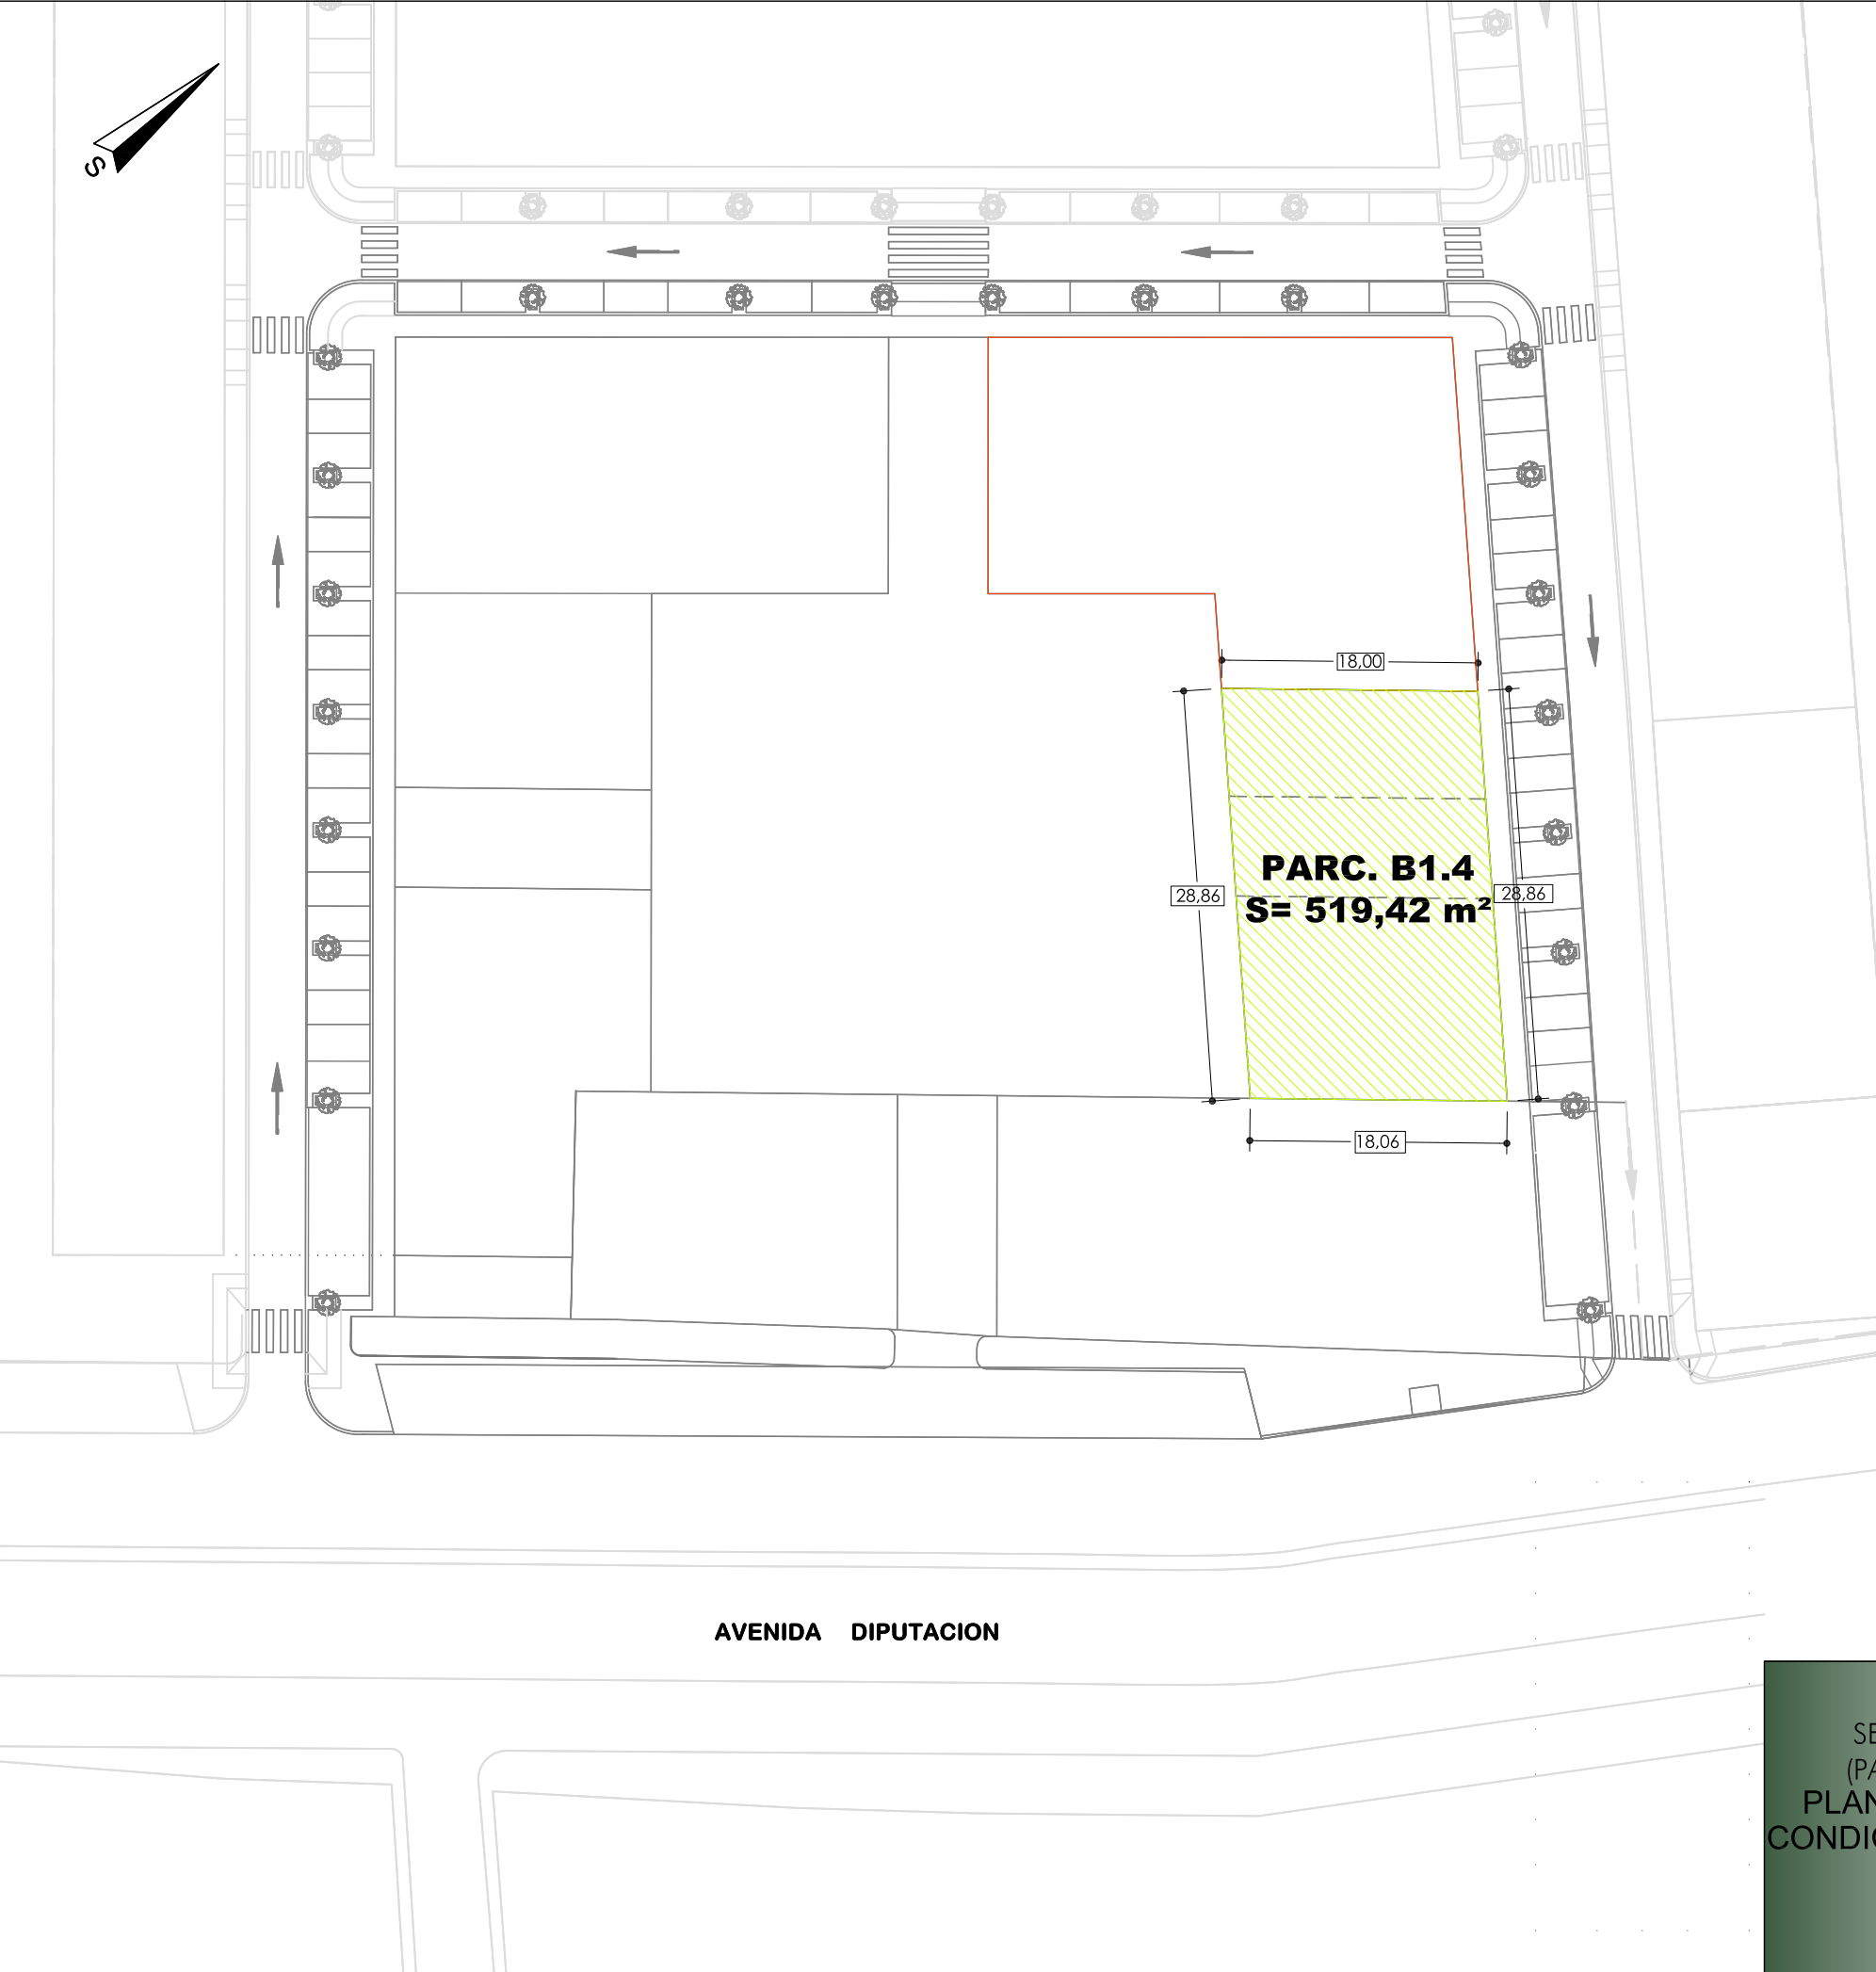 S
18,00
PARC. B1.4
28,86
28,86
S= 519,42 m²
18,06
AVENIDA DIPUTACION
SE
(PA
PLAN
CONDIC